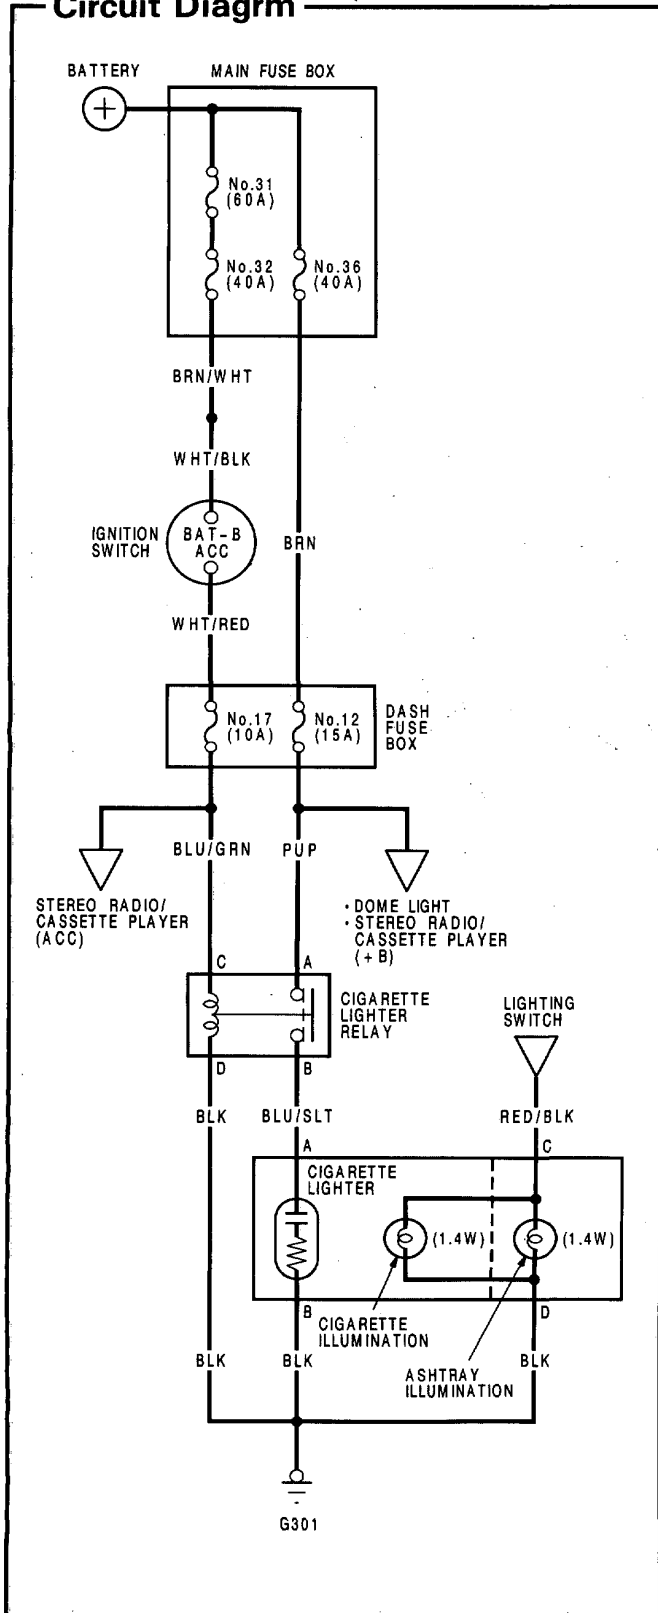 Circuit Diagrm
BATTERY
MAIN FUSE BOX
No.31
(60A)
No.32
(40A)
No.36
(40A)
BRN/WHT
WHT/BLK
IGNITION
SWITCH
BAT-B
ACC
BRN
WHT/RED
No.17
(10A)
No.12
(15A)
DASH
FUSE
BOX
BLU/GRN
PUP
STEREO RADIO/
CASSETTE PLAYER
(ACC)
・DOME LIGHT
・STEREO RADIO/
CASSETTE PLAYER
(+B)
C
A
CIGARETTE
LIGHTER
RELAY
LIGHTING
SWITCH
D
B
BLK
BLU/SLT
RED/BLK
A
C
CIGARETTE
LIGHTER
(1.4W)
(1.4W)
B
D
CIGARETTE
ILLUMINATION
BLK
BLK
BLK
ASHTRAY
ILLUMINATION
G301